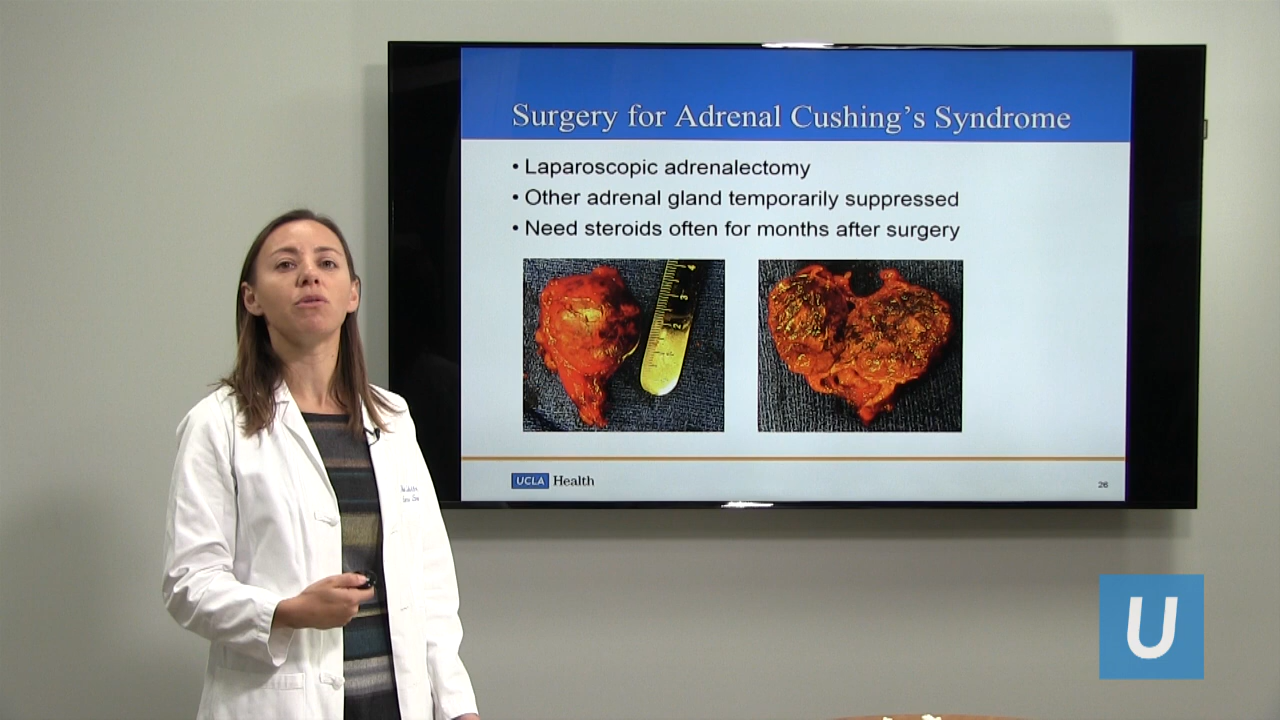 Surgery for Adrenal Cushing's Syndrome
• Laparoscopic adrenalectomy
• Other adrenal gland temporarily suppressed
• Need steroids often for months after surgery
UCLA Health
26
U